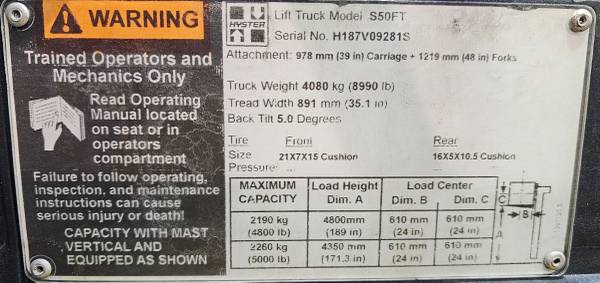 WARNING
Trained Operators and
Mechanics Only
Read Operating
Manual located
on seat or in
operators
compartment
Failure to follow operating,
inspection, and maintenance
instructions can cause
serious injury or death!
CAPACITY WITH MAST
VERTICAL AND
EQUIPPED AS SHOWN
HYSTER
Lift Truck Model S50FT
Serial No. H187V09281S
Attachment: 978 mm (39 in) Carriage + 1219 mm (48 in) Forks
Truck Weight 4080 kg (8990 lb)
Tread Width 891 mm (35.1 in)
Back Tilt 5.0 Degrees
Tire Front Rear
Size 21X7X15 Cushion 16X5X10.5 Cushion
Pressure
MAXIMUM Load Height Load Center
CAPACITY Dim. A Dim. B Dim. C
2190 kg 4800mm 610 mm 610 mm
(4800 lb) (189 in) (24 in) (24 in)
2260 kg 4350 mm 610 mm 610 mm
(5000 lb) (171.3 in) (24 in) (24 in)
C
B
A